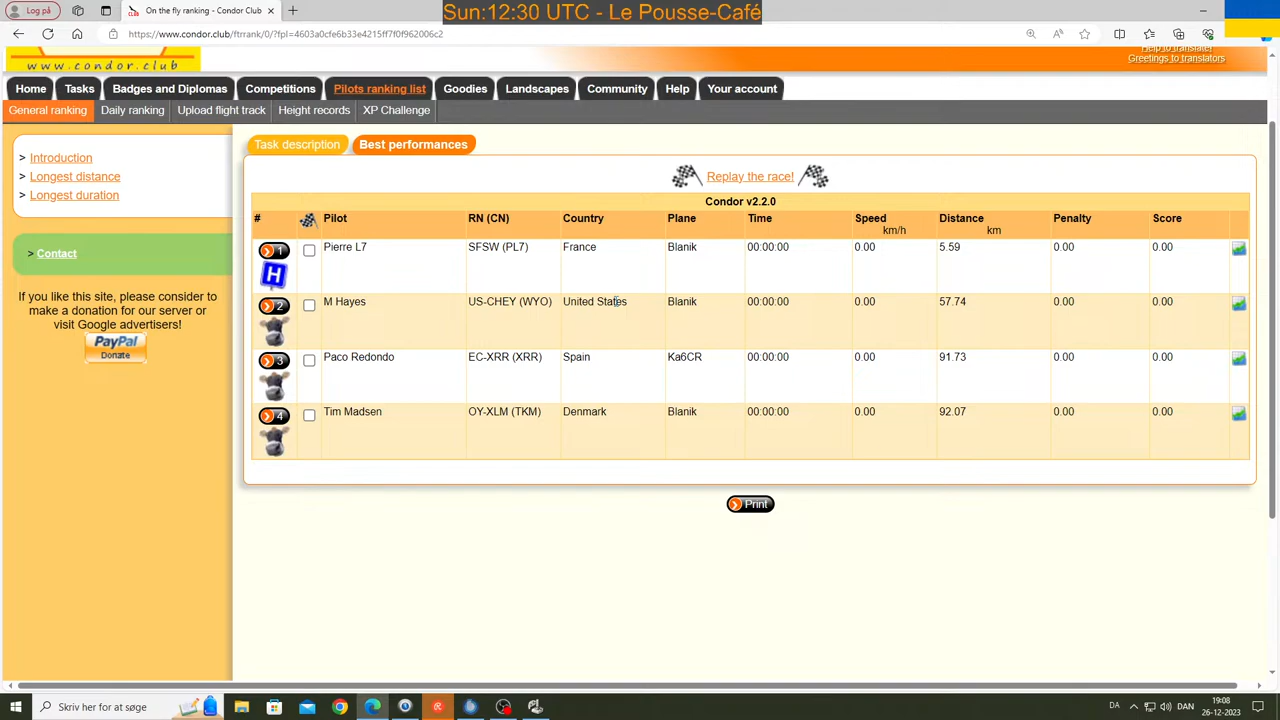 Log på
On the fly ranking - Condor Club
Sun:12:30 UTC - Le Pousse-Café
https://www.condor.club/ftrrank/0/?fpl=4603a0cfe6b33e4215ff7f0f962006c2
www.condor.club
Help to translate!
Greetings to translators
Home Tasks Badges and Diplomas Competitions Pilots ranking list Goodies Landscapes Community Help Your account
General ranking Daily ranking Upload flight track Height records XP Challenge
> Introduction
> Longest distance
> Longest duration
> Contact
If you like this site, please consider to
make a donation for our server or
visit Google advertisers!
PayPal
Donate
Task description Best performances
Replay the race!
Condor v2.2.0
# Pilot RN (CN) Country Plane Time Speed Distance Penalty Score
km/h km
1 Pierre L7 SFSW (PL7) France Blanik 00:00:00 0.00 5.59 0.00 0.00
H
2 M Hayes US-CHEY (WYO) United States Blanik 00:00:00 0.00 57.74 0.00 0.00
3 Paco Redondo EC-XRR (XRR) Spain Ka6CR 00:00:00 0.00 91.73 0.00 0.00
4 Tim Madsen OY-XLM (TKM) Denmark Blanik 00:00:00 0.00 92.07 0.00 0.00
Print
Skriv her for at søge
DA
DAN
19:08
26-12-2023